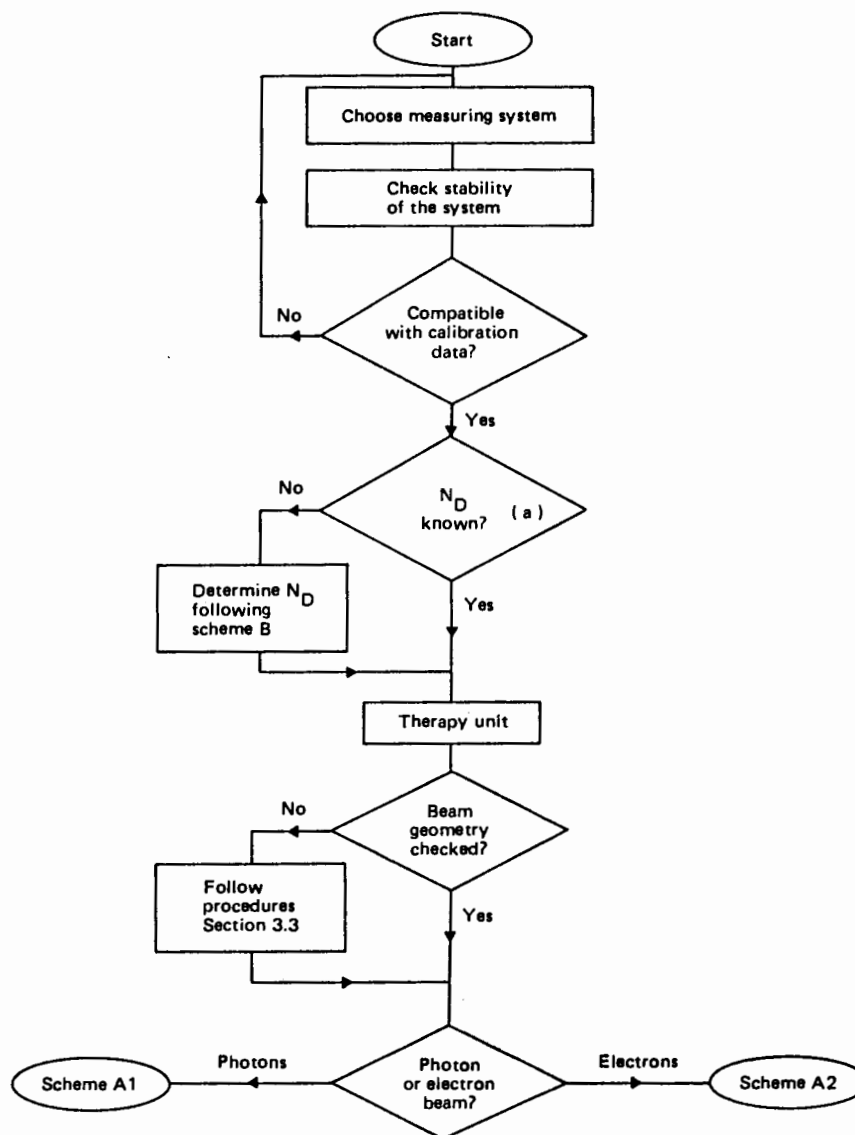 Start
Choose measuring system
Check stability
of the system
No
Compatible
with calibration
data?
Yes
No
N_D (a)
known?
Determine N_D
following
scheme B
Yes
Therapy unit
No
Beam
geometry
checked?
Follow
procedures
Section 3.3
Yes
Photons
Electrons
Scheme A1
Photon
or electron
beam?
Scheme A2